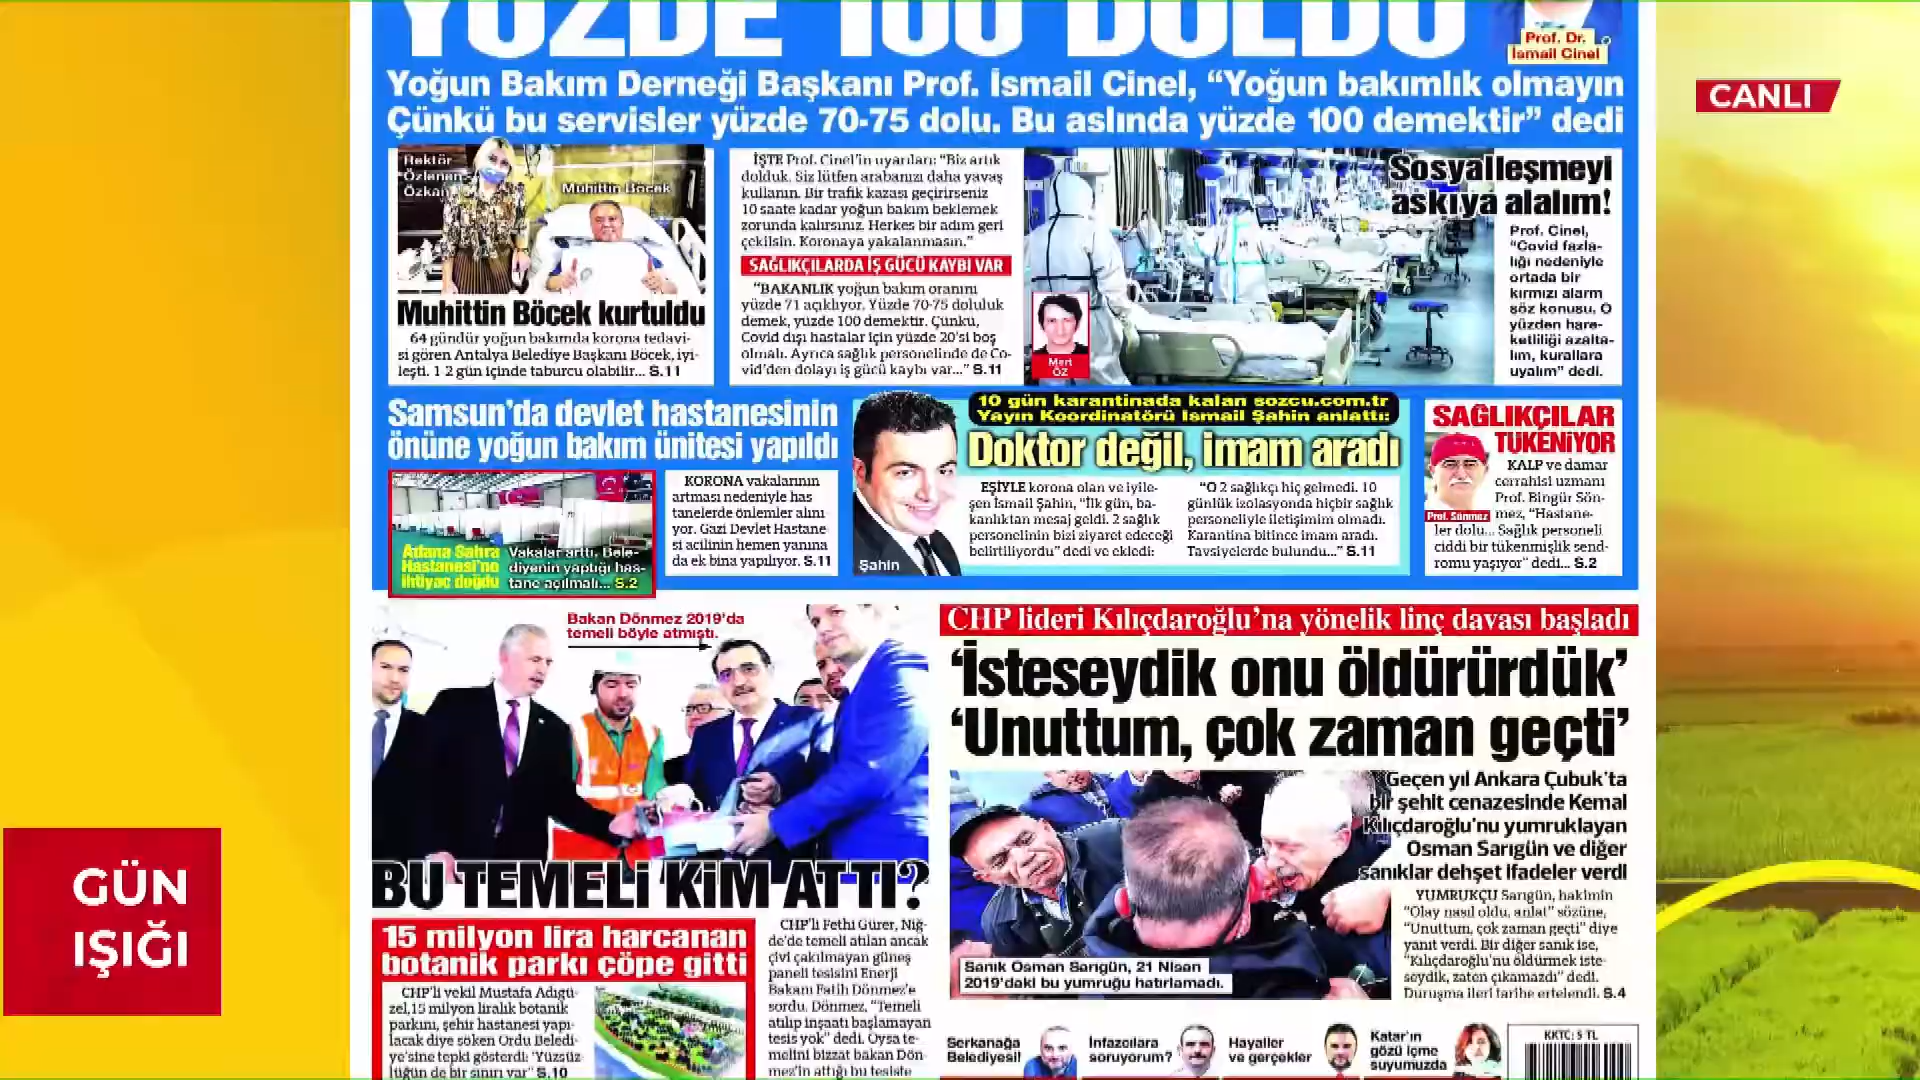 YÜZDE 100 DOLDU
Prof. Dr.
İsmail Cinel
CANLI
Yoğun Bakım Derneği Başkanı Prof. İsmail Cinel, “Yoğun bakımlık olmayın
Çünkü bu servisler yüzde 70-75 dolu. Bu aslında yüzde 100 demektir” dedi
Rektör
Özlenen
Özkan
Muhittin Böcek
Muhittin Böcek kurtuldu
64 gündür yoğun bakımda korona tedavi-
si gören Antalya Belediye Başkanı Böcek, iyi-
leşti. 1 2 gün içinde taburcu olabilir... S.11
İŞTE Prof. Cinel’in uyarıları: “Biz artık
dolduk. Siz lütfen arabanızı daha yavaş
kullanın. Bir trafik kazası geçirirseniz
10 saate kadar yoğun bakım beklemek
zorunda kalırsınız. Herkes bir adım geri
çekilsin. Koronaya yakalanmasın.”
SAĞLIKÇILARDA İŞ GÜCÜ KAYBI VAR
“BAKANLIK yoğun bakım oranını
yüzde 71 açıklıyor. Yüzde 70-75 doluluk
demek, yüzde 100 demektir. Çünkü,
Covid dışı hastalar için yüzde 20’si boş
olmalı. Ayrıca sağlık personelinde de Co-
vid’den dolayı iş gücü kaybı var...” S.11
Mert
ÖZ
Sosyalleşmeyi
askıya alalım!
Prof. Cinel,
“Covid fazla-
lığı nedeniyle
ortada bir
kırmızı alarm
söz konusu. O
yüzden hare-
ketliliği azalta-
lım, kurallara
uyalım” dedi.
Samsun’da devlet hastanesinin
önüne yoğun bakım ünitesi yapıldı
Adana Sahra
Hastanesi’ne
ihtiyaç doğdu
Vakalar arttı. Bele-
diyenin yaptığı has-
tane açılmalı... S.2
KORONA vakalarının
artması nedeniyle has
tanelerde önlemler alını
yor. Gazi Devlet Hastane
si acilinin hemen yanına
da ek bina yapılıyor. S.11
Şahin
10 gün karantinada kalan sozcu.com.tr
Yayın Koordinatörü İsmail Şahin anlattı:
Doktor değil, imam aradı
EŞİYLE korona olan ve iyile-
şen İsmail Şahin, “İlk gün, ba-
kanlıktan mesaj geldi. 2 sağlık
personelinin bizi ziyaret edeceği
belirtiliyordu” dedi ve ekledi:
“O 2 sağlıkçı hiç gelmedi. 10
günlük izolasyonda hiçbir sağlık
personeliyle iletişimim olmadı.
Karantina bitince imam aradı.
Tavsiyelerde bulundu...” S.11
SAĞLIKÇILAR
TÜKENİYOR
Prof. Sönmez
KALP ve damar
cerrahisi uzmanı
Prof. Bingür Sön-
mez, “Hastane-
ler dolu... Sağlık personeli
ciddi bir tükenmişlik send-
romu yaşıyor” dedi... S.2
Bakan Dönmez 2019’da
temeli böyle atmıştı.
BU TEMELİ KİM ATTI?
15 milyon lira harcanan
botanik parkı çöpe gitti
CHP’li vekil Mustafa Adıgü-
zel, 15 milyon liralık botanik
parkını, şehir hastanesi yapı-
lacak diye söken Ordu Beledi-
ye’sine tepki gösterdi: ‘Yüzsüz
lüğün de bir sınırı var” S.10
CHP’li Fethi Gürer, Niğ-
de’de temeli atılan ancak
çivi çakılmayan güneş
paneli tesisini Enerji
Bakanı Fatih Dönmez’e
sordu. Dönmez, “Temeli
atılıp inşaatı başlamayan
tesis yok” dedi. Oysa te-
melini bizzat bakan Dön-
mez’in attığı bu tesiste
CHP lideri Kılıçdaroğlu’na yönelik linç davası başladı
‘İsteseydik onu öldürürdük’
‘Unuttum, çok zaman geçti’
Geçen yıl Ankara Çubuk’ta
bir şehit cenazesinde Kemal
Kılıçdaroğlu’nu yumruklayan
Osman Sarıgün ve diğer
sanıklar dehşet ifadeler verdi
YUMRUKÇU Sarıgün, hakimin
“Olay nasıl oldu, anlat” sözüne,
“Unuttum, çok zaman geçti” diye
yanıt verdi. Bir diğer sanık ise,
“Kılıçdaroğlu’nu öldürmek iste-
seydik, zaten çıkamazdı” dedi.
Duruşma ileri tarihe ertelendi. S.4
Sanık Osman Sarıgün, 21 Nisan
2019’daki bu yumruğu hatırlamadı.
Serkanağa
Belediyesi!
İnfazcılara
soruyorum?
Hayaller
ve gerçekler
Katar’ın
gözü içme
suyumuzda
KKTC: 5 TL
GÜN
IŞIĞI